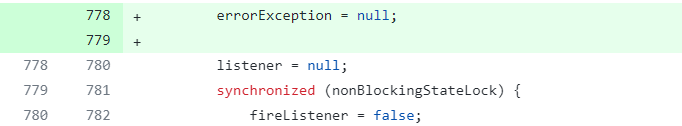 778 + errorException = null;
779 +
778 780 listener = null;
779 781 synchronized (nonBlockingStateLock) {
780 782 fireListener = false;